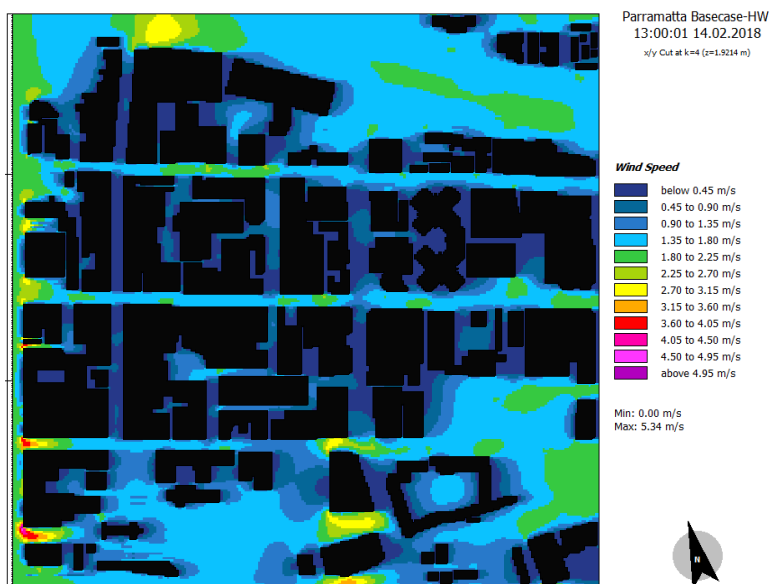 Parramatta Basecase-HW
13:00:01 14.02.2018
x/y Cut at k=4 (z=1.9214 m)
Wind Speed
below 0.45 m/s
0.45 to 0.90 m/s
0.90 to 1.35 m/s
1.35 to 1.80 m/s
1.80 to 2.25 m/s
2.25 to 2.70 m/s
2.70 to 3.15 m/s
3.15 to 3.60 m/s
3.60 to 4.05 m/s
4.05 to 4.50 m/s
4.50 to 4.95 m/s
above 4.95 m/s
Min: 0.00 m/s
Max: 5.34 m/s
N